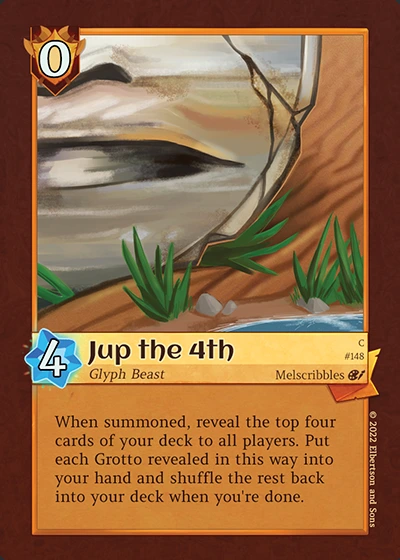 0
4
Jup the 4th
C
#148
Glyph Beast
Melscribbles
When summoned, reveal the top four
cards of your deck to all players. Put
each Grotto revealed in this way into
your hand and shuffle the rest back
into your deck when you're done.
© 2022 Elbertson and Sons